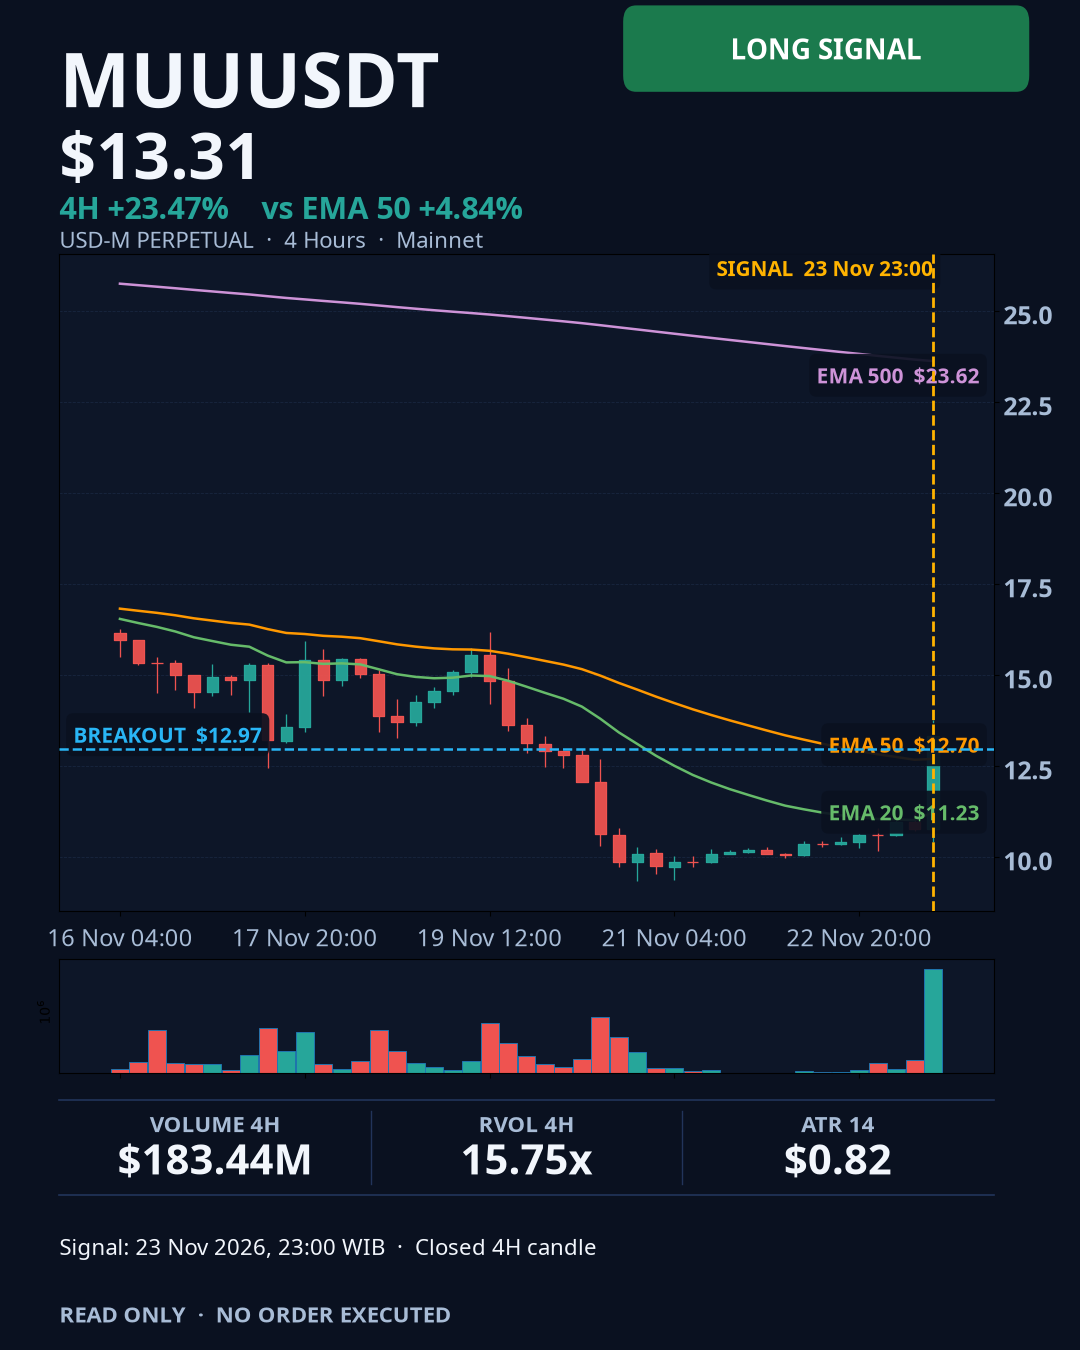 LONG SIGNAL
MUUUSDT
$13.31
4H +23.47% vs EMA 50 +4.84%
USD-M PERPETUAL · 4 Hours · Mainnet
SIGNAL 23 Nov 23:00
25.0
EMA 500 $23.62
22.5
20.0
17.5
15.0
BREAKOUT $12.97
EMA 50 $12.70
12.5
EMA 20 $11.23
10.0
16 Nov 04:00
17 Nov 20:00
19 Nov 12:00
21 Nov 04:00
22 Nov 20:00
10⁶
VOLUME 4H
$183.44M
RVOL 4H
15.75x
ATR 14
$0.82
Signal: 23 Nov 2026, 23:00 WIB · Closed 4H candle
READ ONLY · NO ORDER EXECUTED